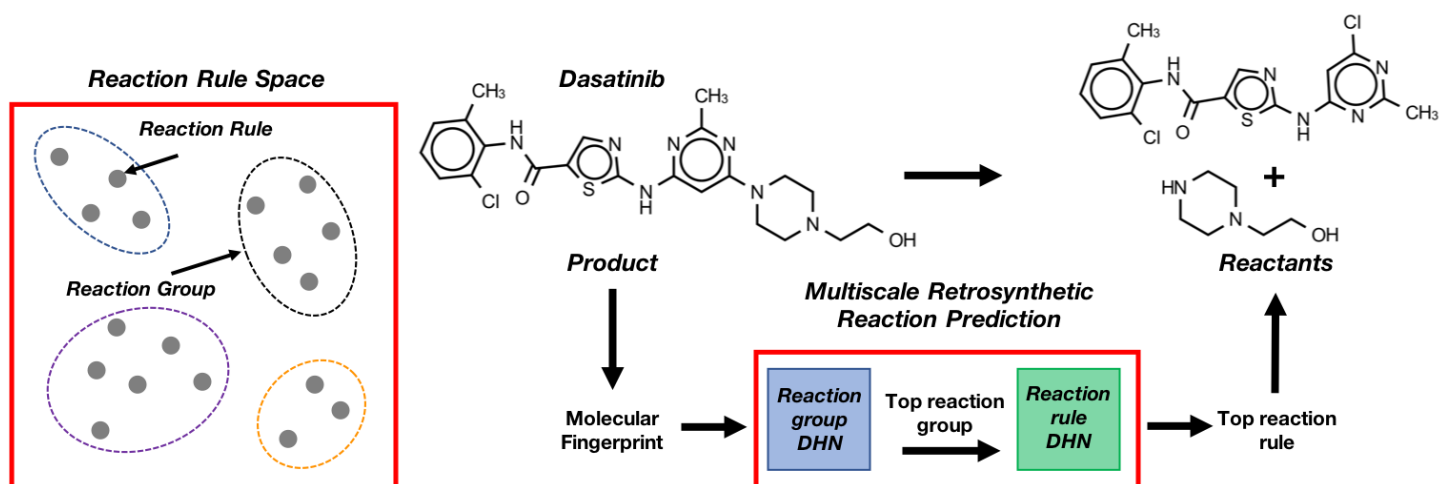 Reaction Rule Space
Reaction Rule
Reaction Group
Dasatinib
CH3
H
N
Cl
O
N
S
N
H
CH3
N
N
N
N
OH
Product
Molecular
Fingerprint
Multiscale Retrosynthetic
Reaction Prediction
Reaction
group
DHN
Top reaction
group
Reaction
rule
DHN
Top reaction
rule
Cl
CH3
H
N
Cl
O
N
S
NH
N
N
CH3
+
HN
N
OH
Reactants